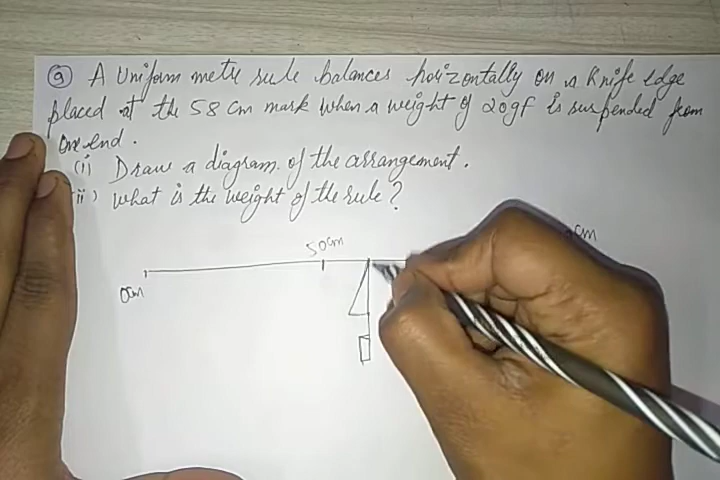 9 A Uniform metre rule balances horizontally on a Knife edge
placed at the 58 cm mark when a weight of 20gf is suspended from
one end.
(i) Draw a diagram of the arrangement.
ii) What is the weight of the rule?
50cm
cm
0cm